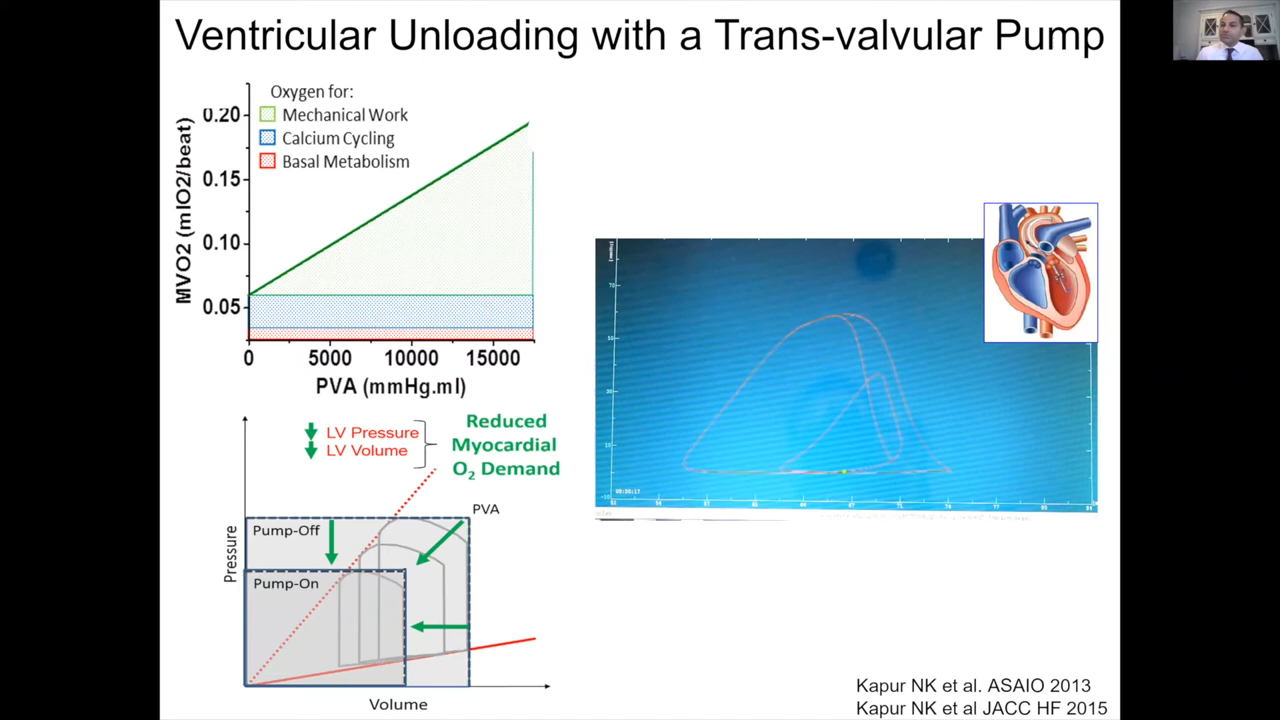 Ventricular Unloading with a Trans-valvular Pump
Oxygen for:
Mechanical Work
Calcium Cycling
Basal Metabolism
MVO2 (mlO2/beat)
0.20
0.15
0.10
0.05
0 5000 10000 15000
PVA (mmHg.ml)
LV Pressure
LV Volume
Reduced
Myocardial
O2 Demand
PVA
Pump-Off
Pump-On
Pressure
Volume
Kapur NK et al. ASAIO 2013
Kapur NK et al JACC HF 2015